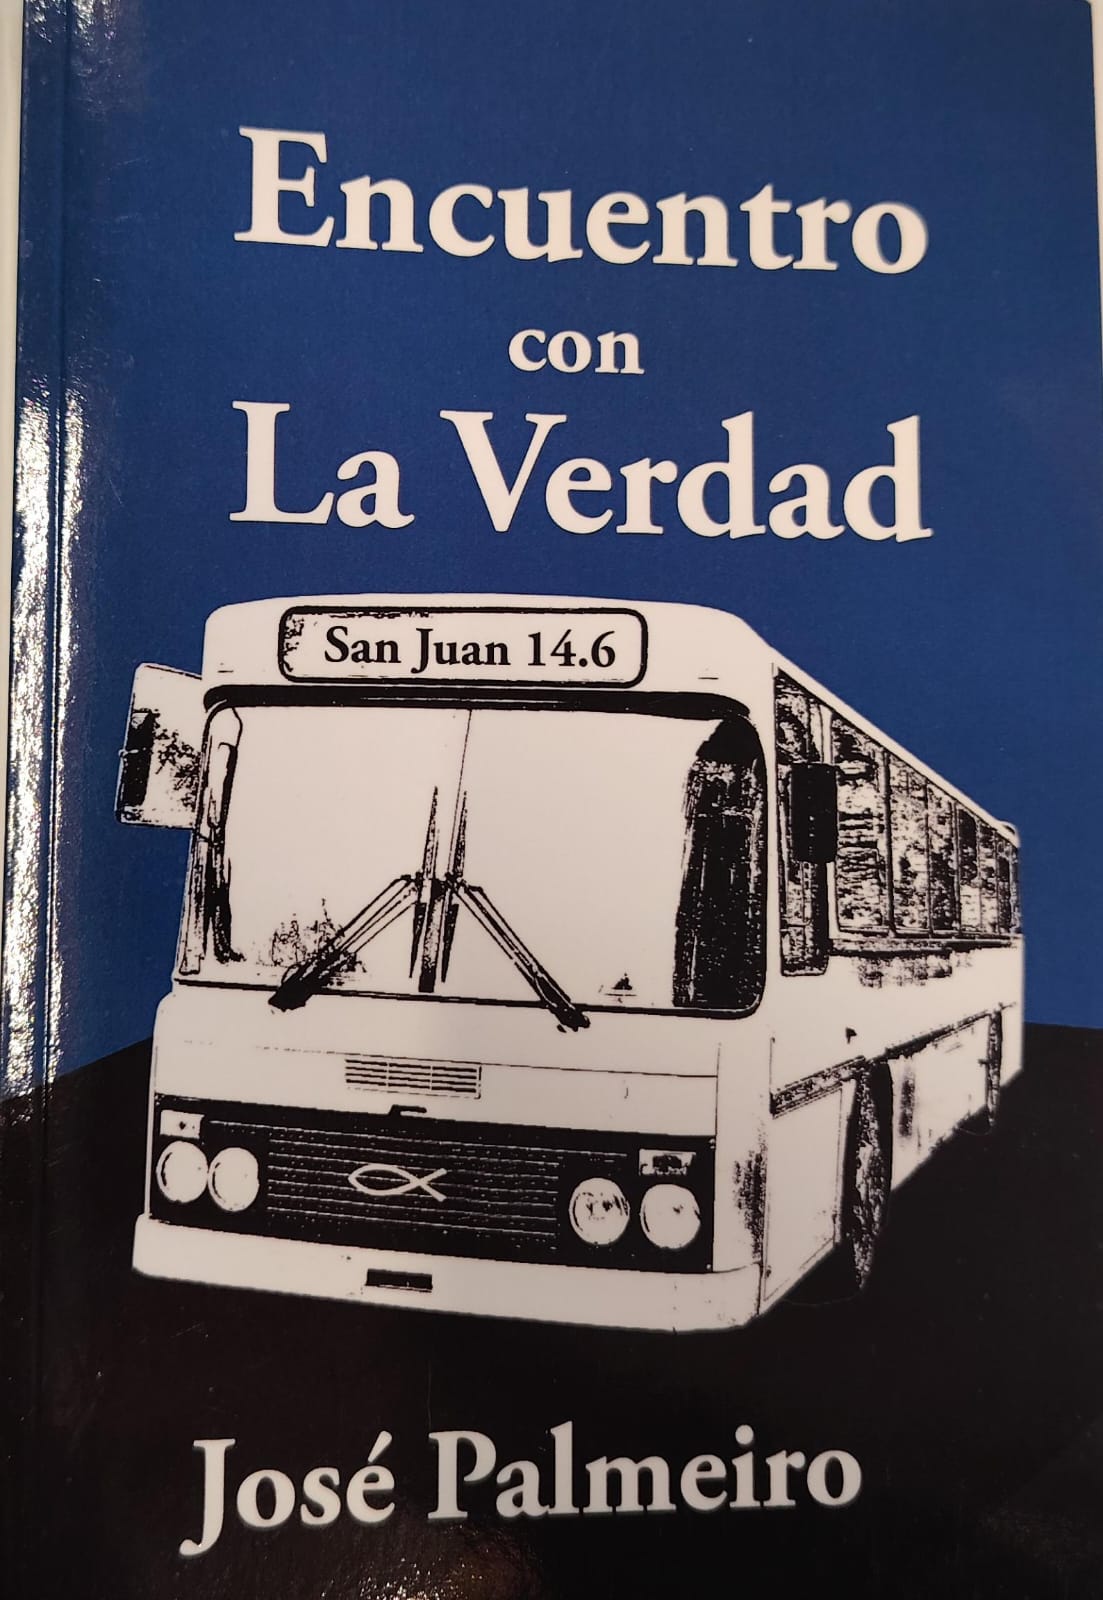 Encuentro
con
La Verdad
San Juan 14.6
José Palmeiro